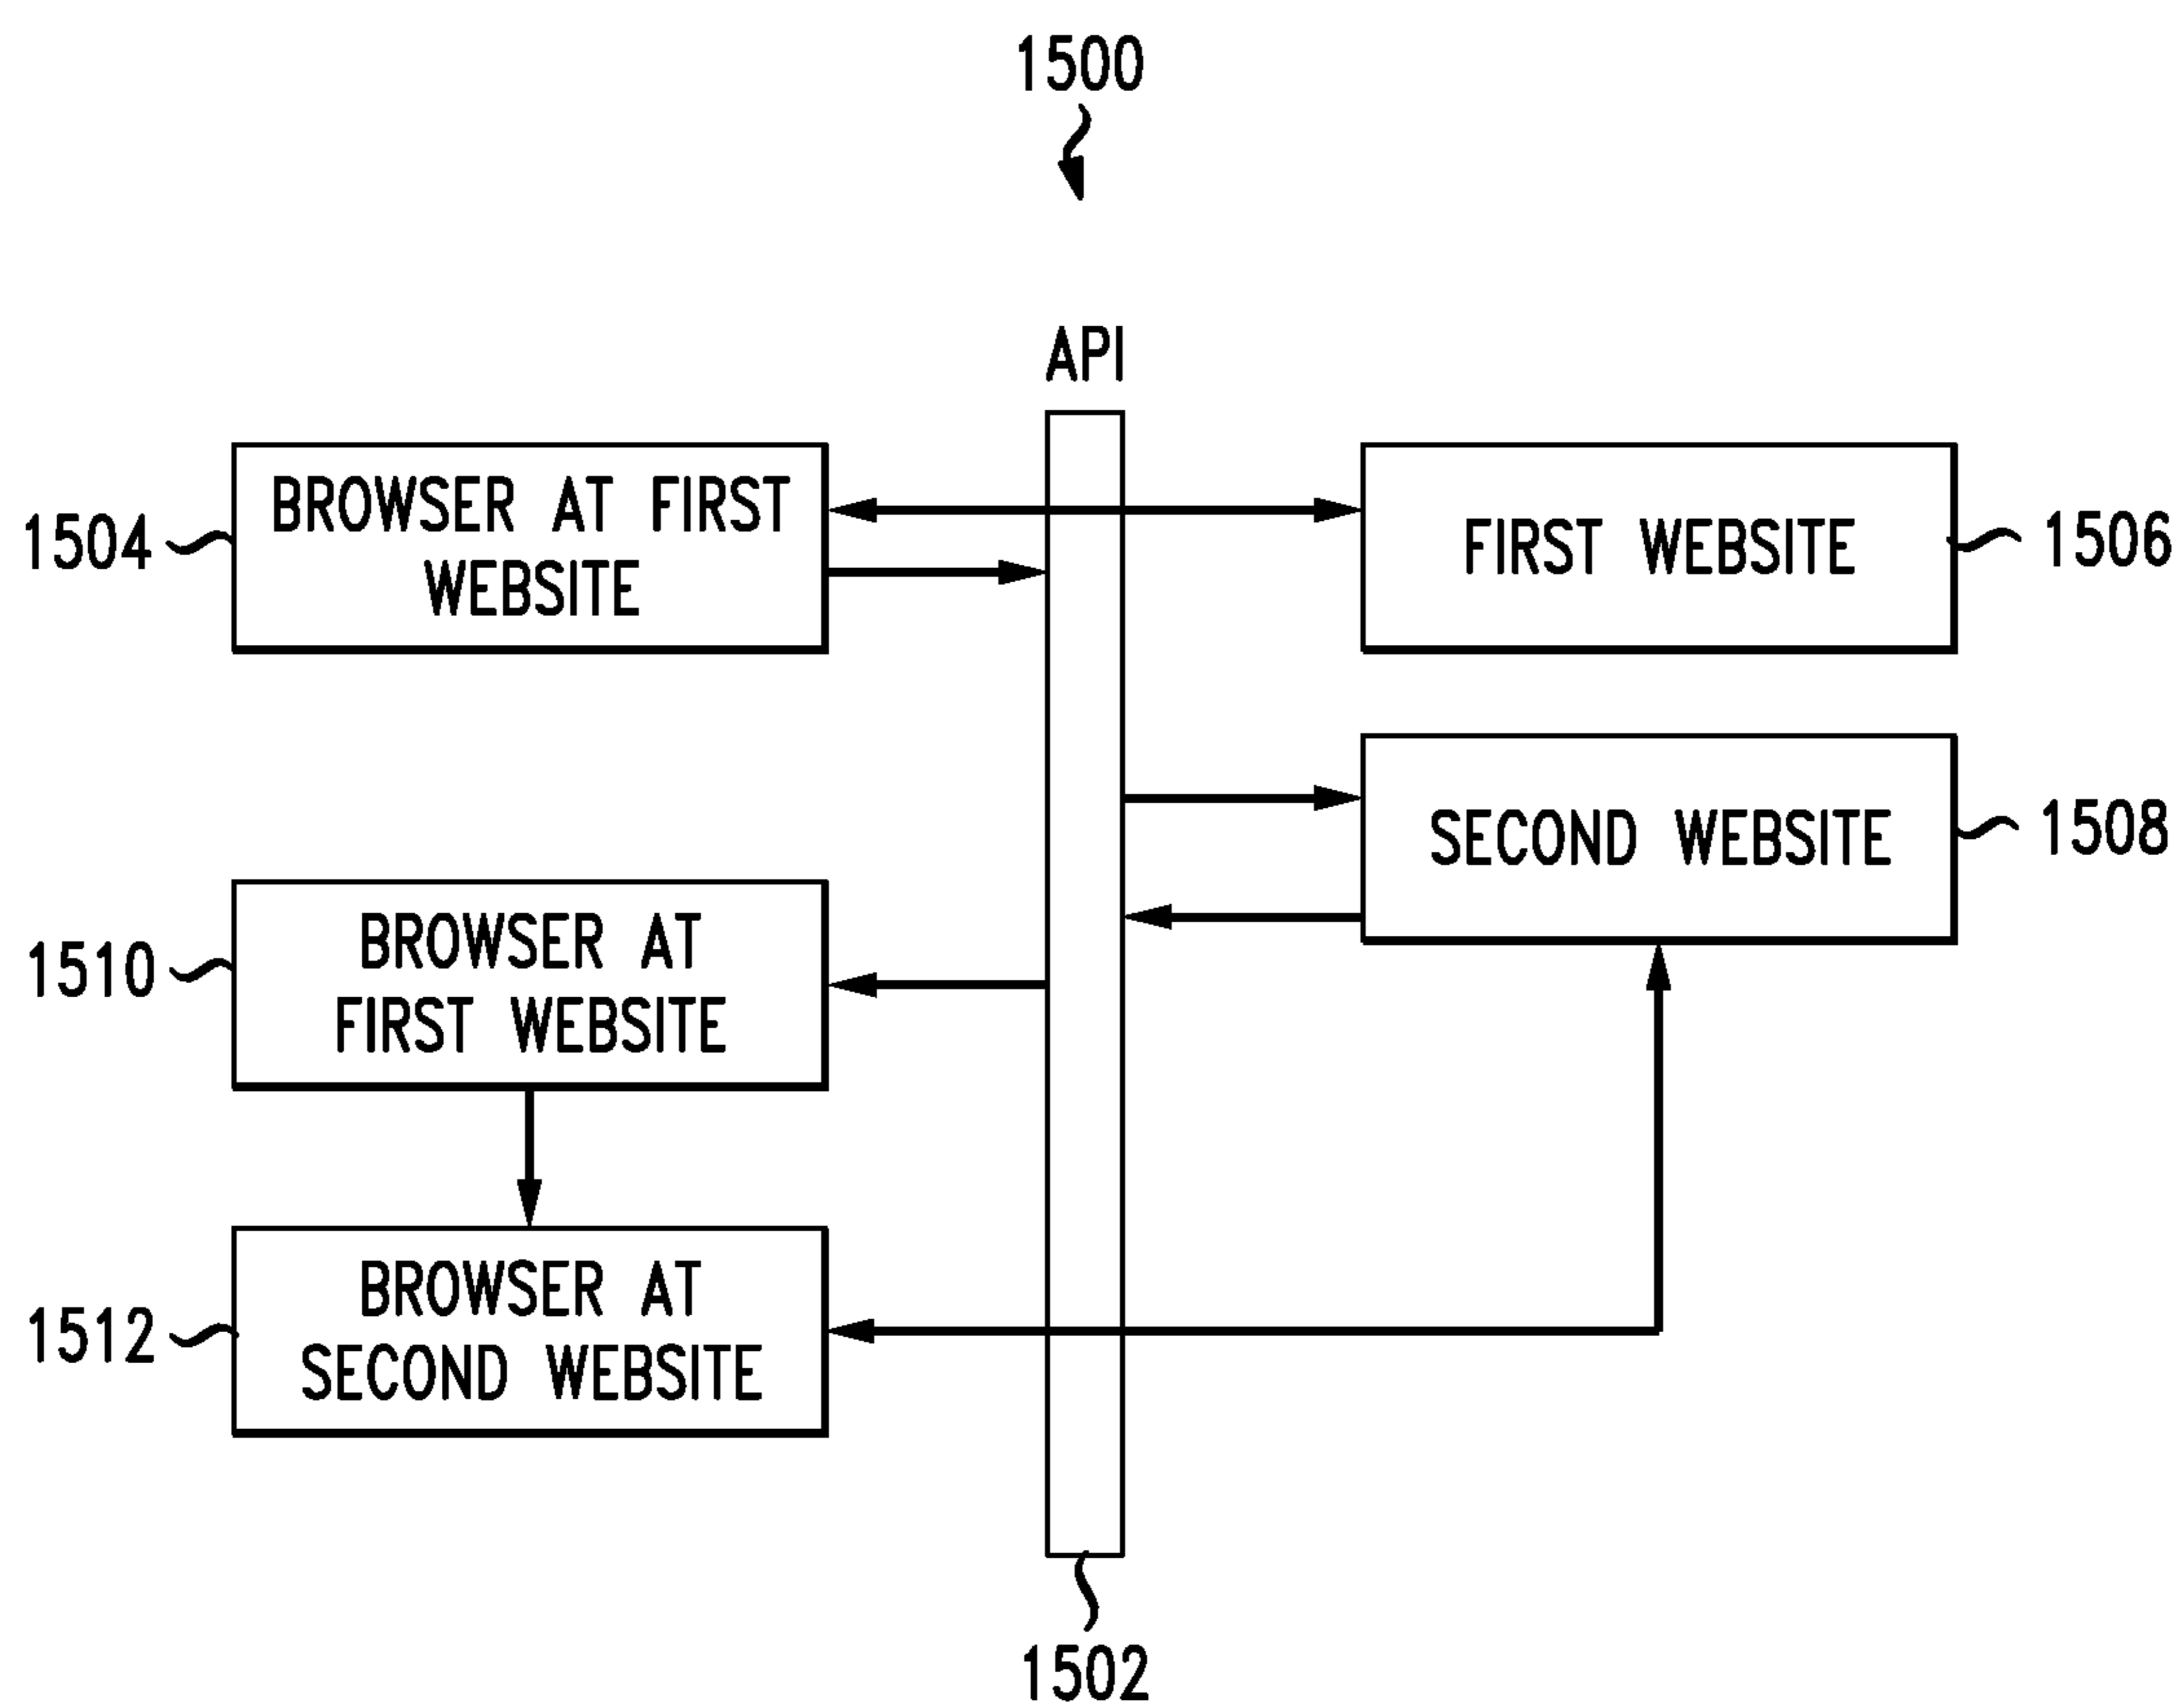 1500
API
1504
BROWSER AT FIRST
WEBSITE
FIRST WEBSITE
1506
SECOND WEBSITE
1508
1510
BROWSER AT
FIRST WEBSITE
1512
BROWSER AT
SECOND WEBSITE
1502